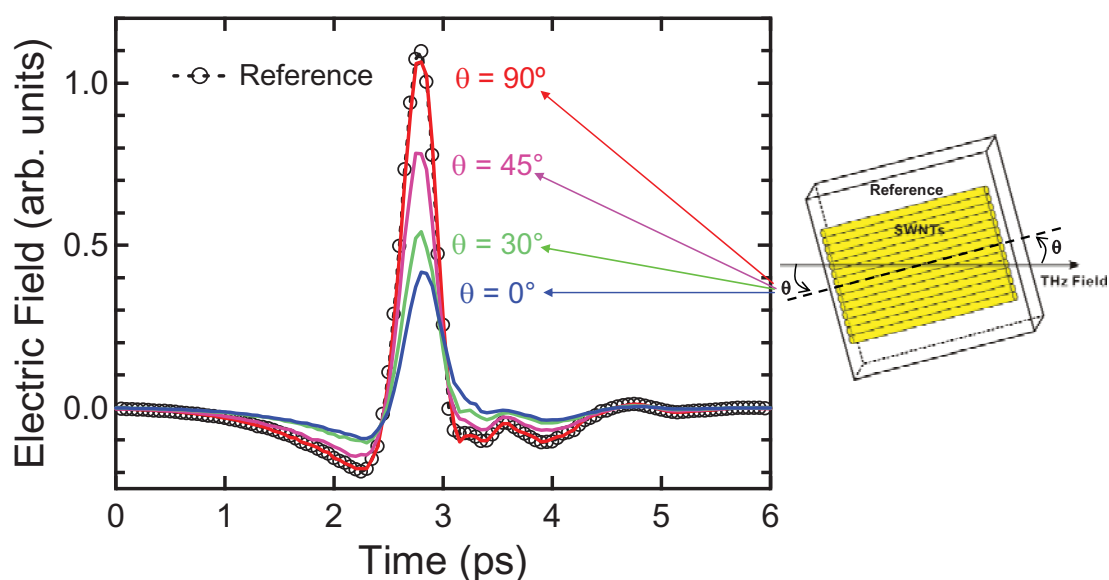 Electric Field (arb. units)
1.0
0.5
0.0
Reference
θ = 90º
θ = 45°
θ = 30°
θ = 0°
0 1 2 3 4 5 6
Time (ps)
Reference
SWNTs
θ
θ
THz Field